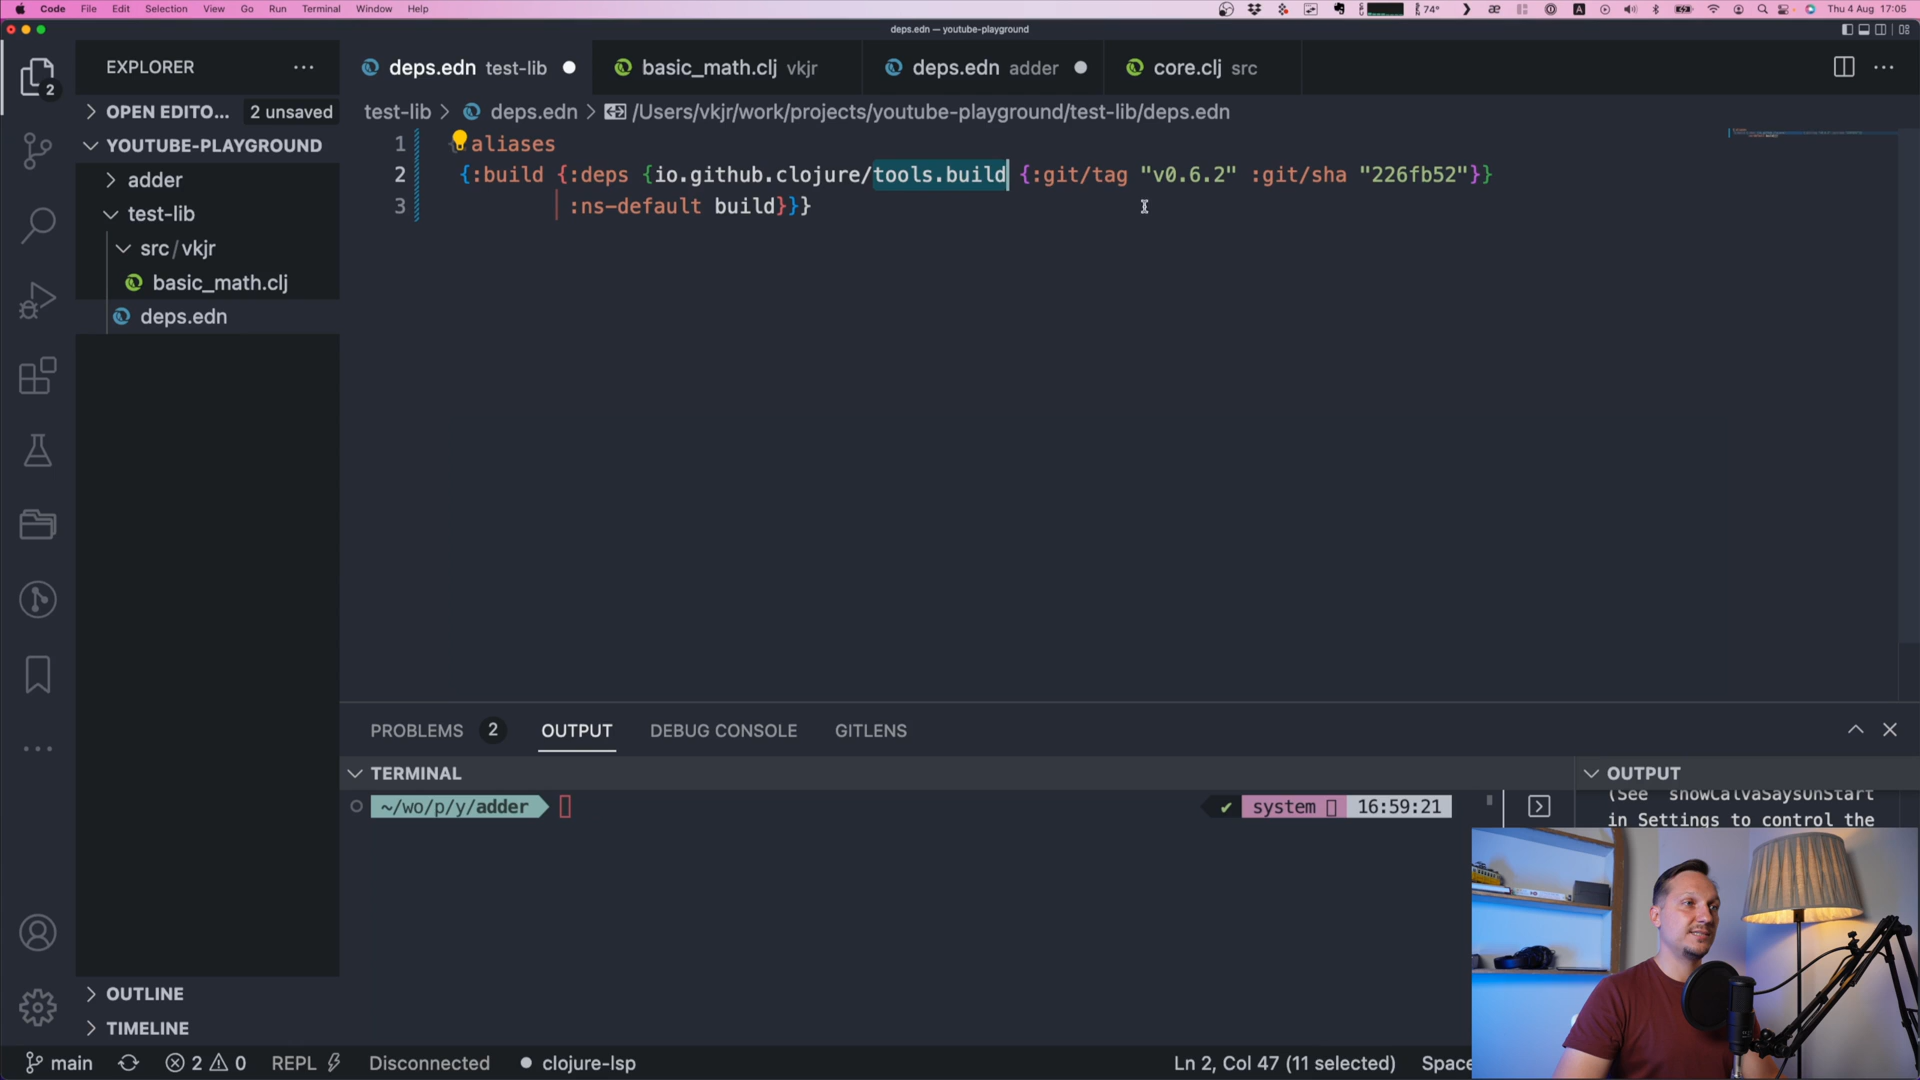 Code File Edit Selection View Go Run Terminal Window Help 74° Thu 4 Aug 17:05
deps.edn — youtube-playground
EXPLORER
2
deps.edn test-lib
basic_math.clj vkjr
deps.edn adder
core.clj src
OPEN EDITO... 2 unsaved
test-lib > deps.edn > /Users/vkjr/work/projects/youtube-playground/test-lib/deps.edn
YOUTUBE-PLAYGROUND
adder
test-lib
src/vkjr
basic_math.clj
deps.edn
1 aliases
2 {:build {:deps {io.github.clojure/tools.build {:git/tag "v0.6.2" :git/sha "226fb52"}}
3 :ns-default build}}}
PROBLEMS 2 OUTPUT DEBUG CONSOLE GITLENS
TERMINAL
~/wo/p/y/adder
✔ system 16:59:21
OUTPUT
(See showCalvaSaysOnStart
in Settings to control the
OUTLINE
TIMELINE
main 2 0 REPL Disconnected clojure-lsp Ln 2, Col 47 (11 selected) Space